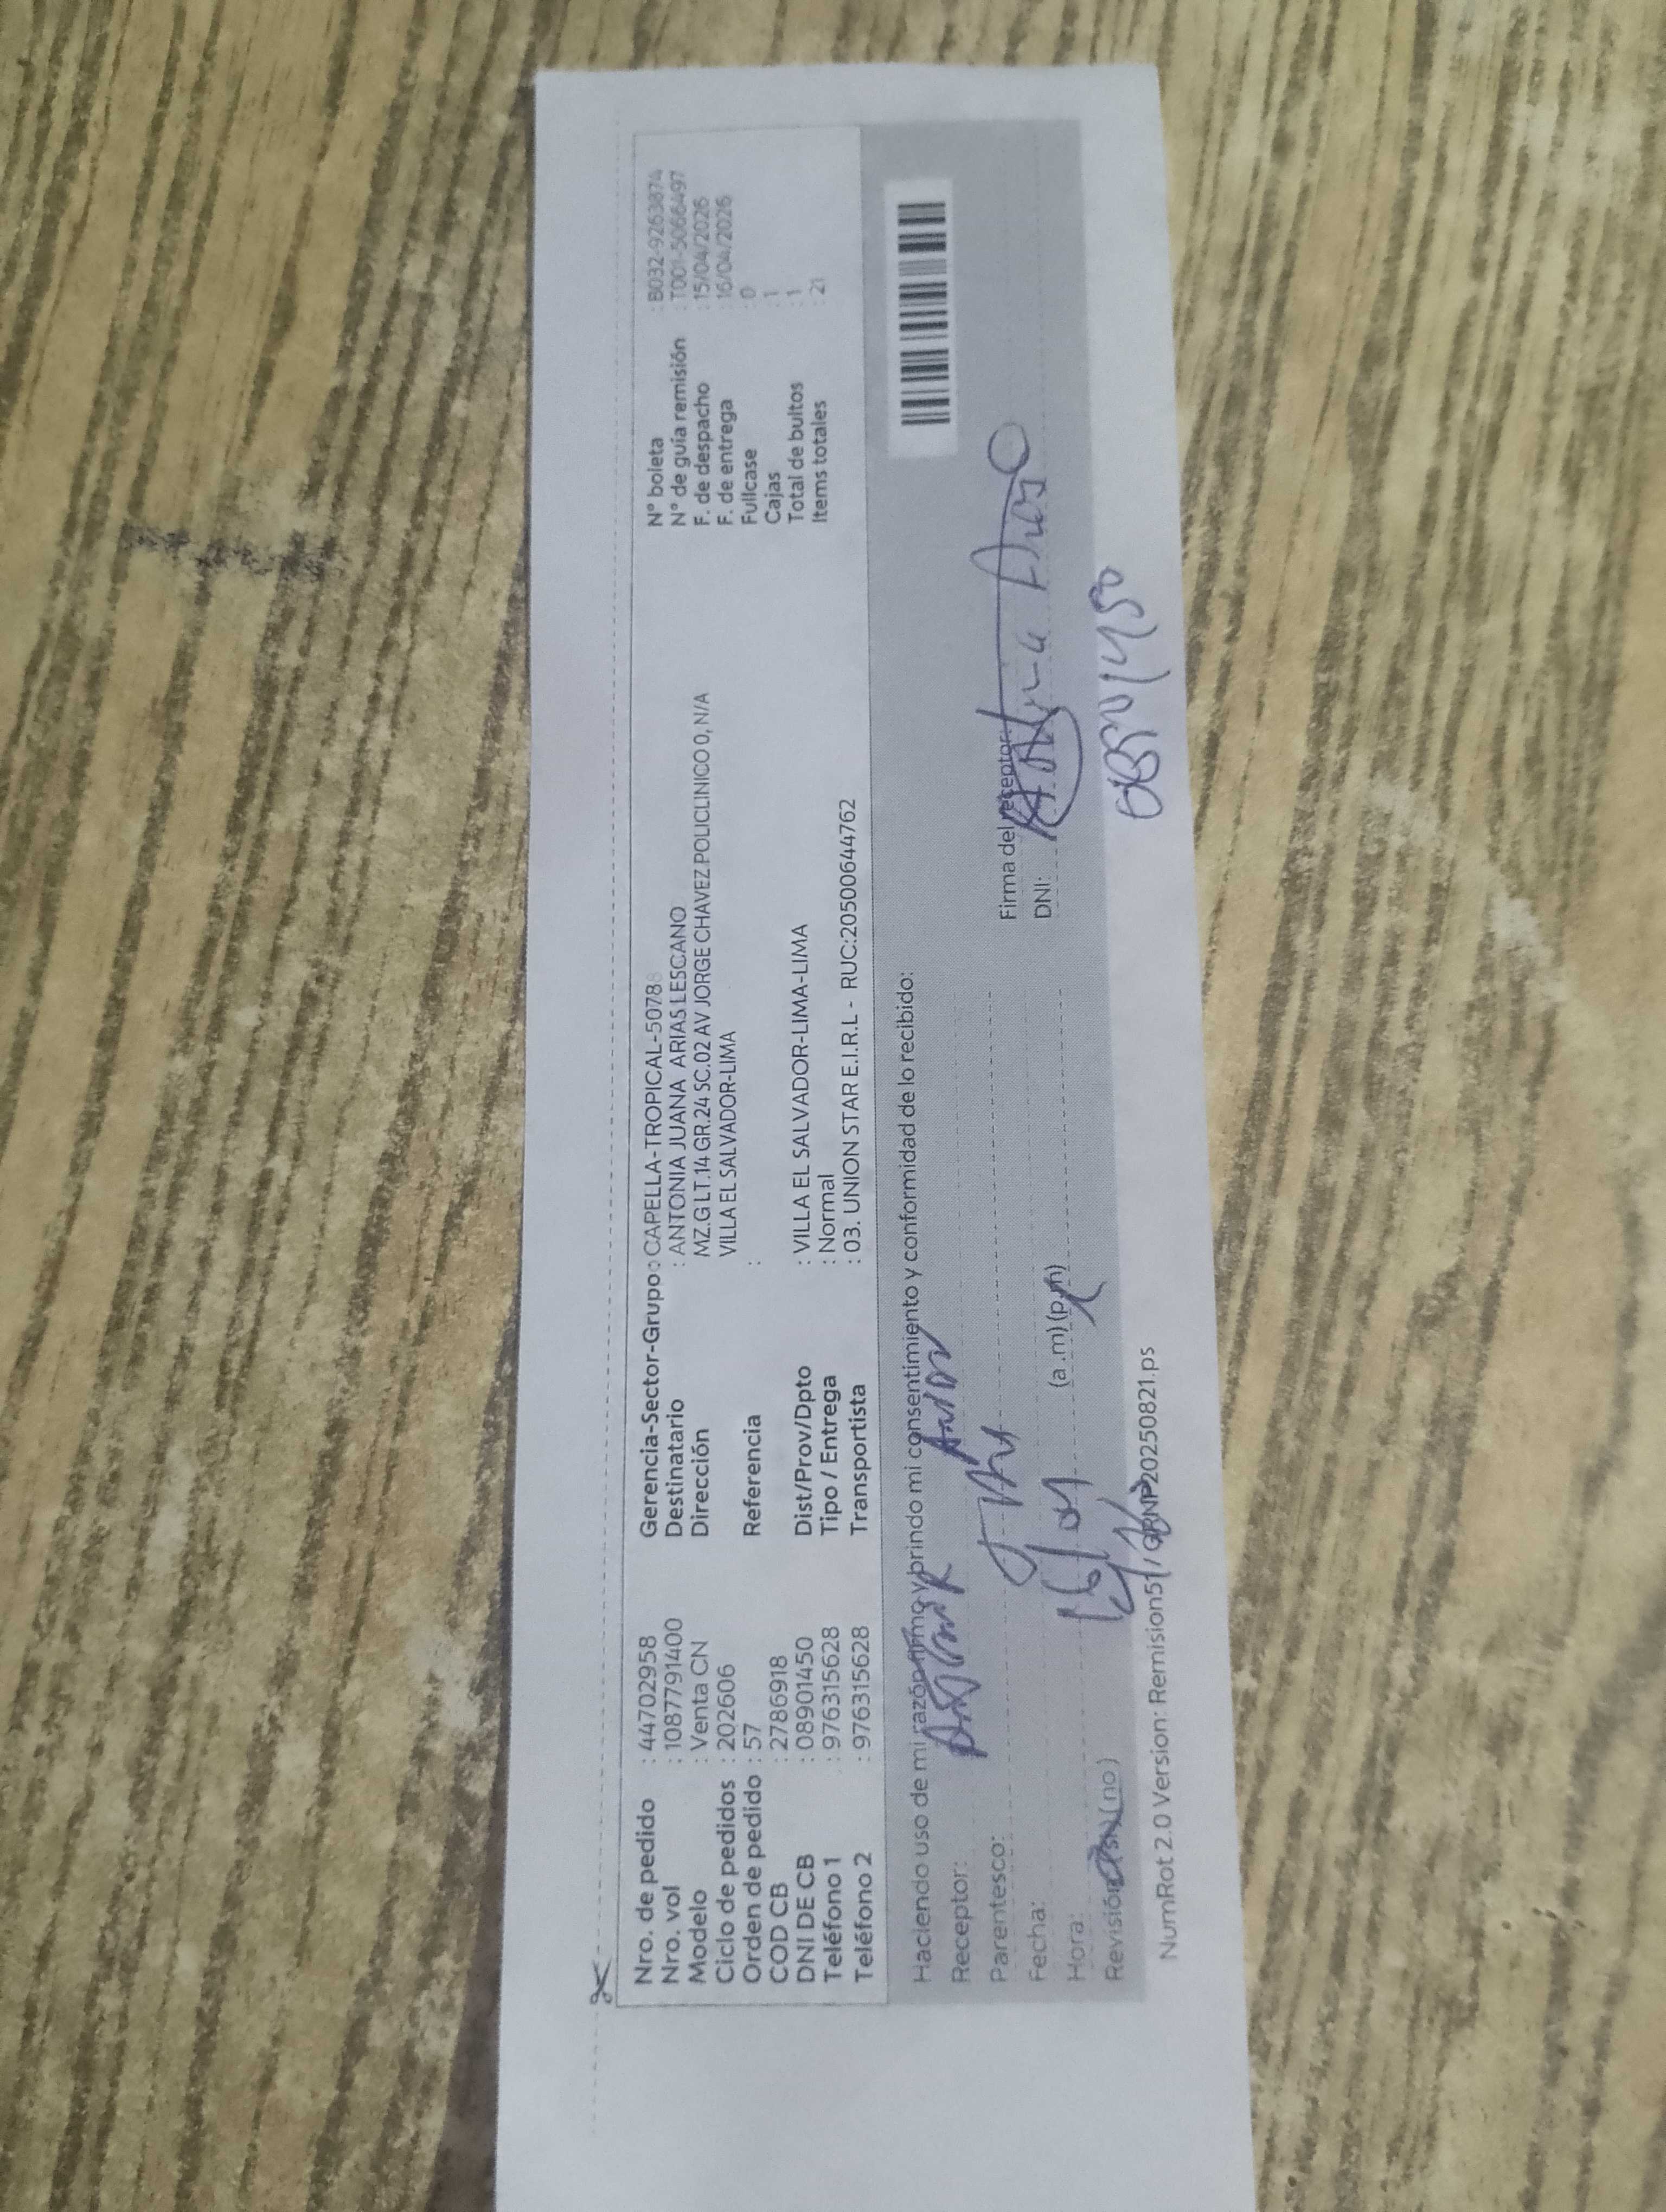 Nro. de pedido : 44702958
Nro. vol : 1087791400
Modelo : Venta CN
Ciclo de pedidos : 202606
Orden de pedido : 57
COD CB : 2786918
DNI DE CB : 08901450
Teléfono 1 : 976315628
Teléfono 2 : 976315628
Gerencia-Sector-Grupo : CAPELLA-TROPICAL-50788
Destinatario : ANTONIA JUANA ARIAS LESCANO
Dirección MZ.G LT.14 GR.24 SC.02 AV JORGE CHAVEZ.POLICLINICO 0, N/A
VILLA EL SALVADOR-LIMA
Referencia :
Dist/Prov/Dpto : VILLA EL SALVADOR-LIMA-LIMA
Tipo / Entrega : Normal
Transportista : 03. UNION STAR E.I.R.L - RUC:20500644762
N° boleta : B032-9263874
N° de guía remisión : T001-5066497
F. de despacho : 15/04/2026
F. de entrega : 16/04/2026
Fullcase : 0
Cajas : 1
Total de bultos : 1
Items totales : 21
Haciendo uso de mi razón firmo y brindo mi consentimiento y conformidad de lo recibido:
Receptor:
Parentesco:
Fecha: 16/04
Hora: (a.m) (p.m)
Revisión (si) (no)
Firma del receptor:
DNI:
08901450
NumRot 2.0 Version: Remision51 / GRNP20250821.ps